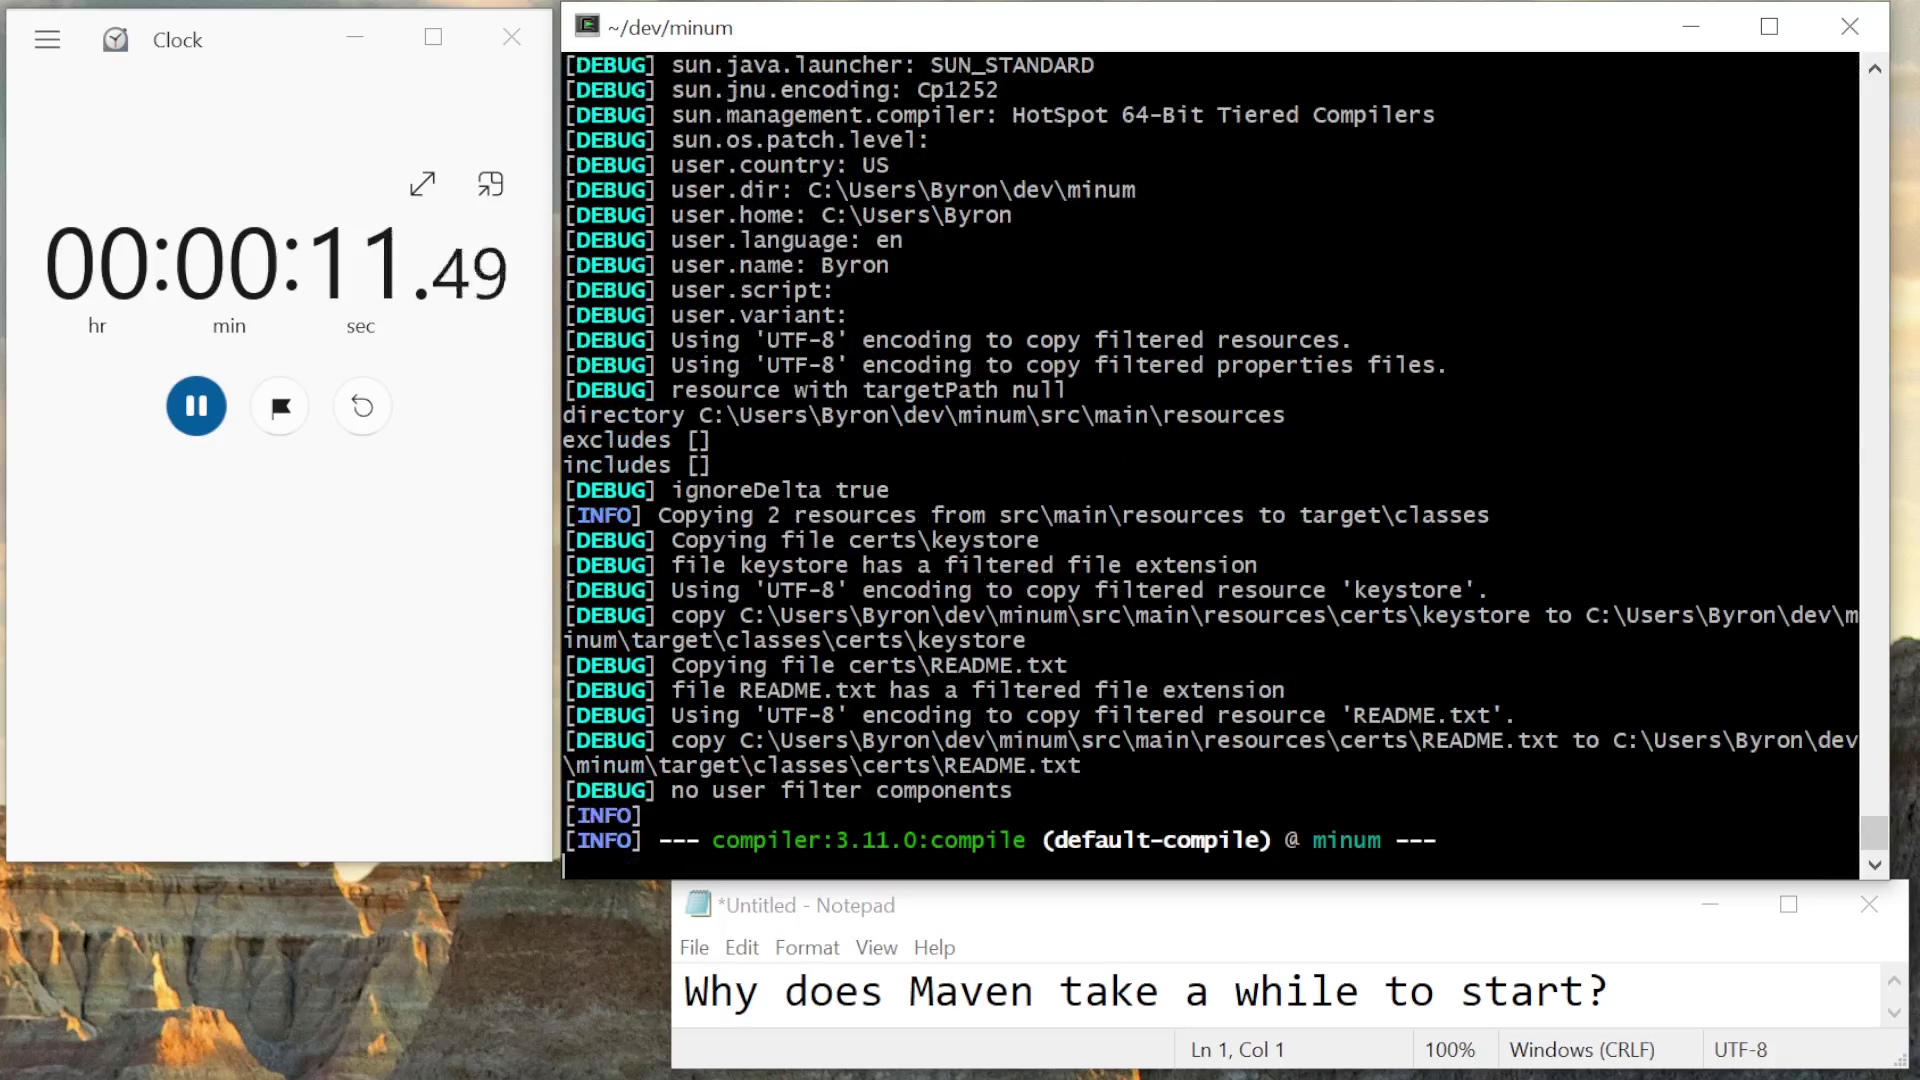 Clock
00:00:11.49
hr min sec
~/dev/minum
[DEBUG] sun.java.launcher: SUN_STANDARD
[DEBUG] sun.jnu.encoding: Cp1252
[DEBUG] sun.management.compiler: HotSpot 64-Bit Tiered Compilers
[DEBUG] sun.os.patch.level:
[DEBUG] user.country: US
[DEBUG] user.dir: C:\Users\Byron\dev\minum
[DEBUG] user.home: C:\Users\Byron
[DEBUG] user.language: en
[DEBUG] user.name: Byron
[DEBUG] user.script:
[DEBUG] user.variant:
[DEBUG] Using 'UTF-8' encoding to copy filtered resources.
[DEBUG] Using 'UTF-8' encoding to copy filtered properties files.
[DEBUG] resource with targetPath null
directory C:\Users\Byron\dev\minum\src\main\resources
excludes []
includes []
[DEBUG] ignoreDelta true
[INFO] Copying 2 resources from src\main\resources to target\classes
[DEBUG] Copying file certs\keystore
[DEBUG] file keystore has a filtered file extension
[DEBUG] Using 'UTF-8' encoding to copy filtered resource 'keystore'.
[DEBUG] copy C:\Users\Byron\dev\minum\src\main\resources\certs\keystore to C:\Users\Byron\dev\m
inum\target\classes\certs\keystore
[DEBUG] Copying file certs\README.txt
[DEBUG] file README.txt has a filtered file extension
[DEBUG] Using 'UTF-8' encoding to copy filtered resource 'README.txt'.
[DEBUG] copy C:\Users\Byron\dev\minum\src\main\resources\certs\README.txt to C:\Users\Byron\dev
\minum\target\classes\certs\README.txt
[DEBUG] no user filter components
[INFO]
[INFO] --- compiler:3.11.0:compile (default-compile) @ minum ---
*Untitled - Notepad
File Edit Format View Help
Why does Maven take a while to start?
Ln 1, Col 1 100% Windows (CRLF) UTF-8